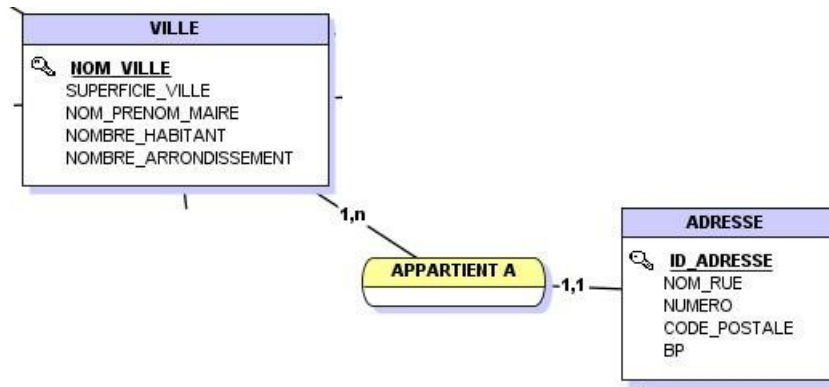 VILLE
NOM_VILLE
SUPERFICIE_VILLE
NOM_PRENOM_MAIRE
NOMBRE_HABITANT
NOMBRE_ARRONDISSEMENT
1,n
APPARTIENT A
1,1
ADRESSE
ID_ADRESSE
NOM_RUE
NUMERO
CODE_POSTALE
BP